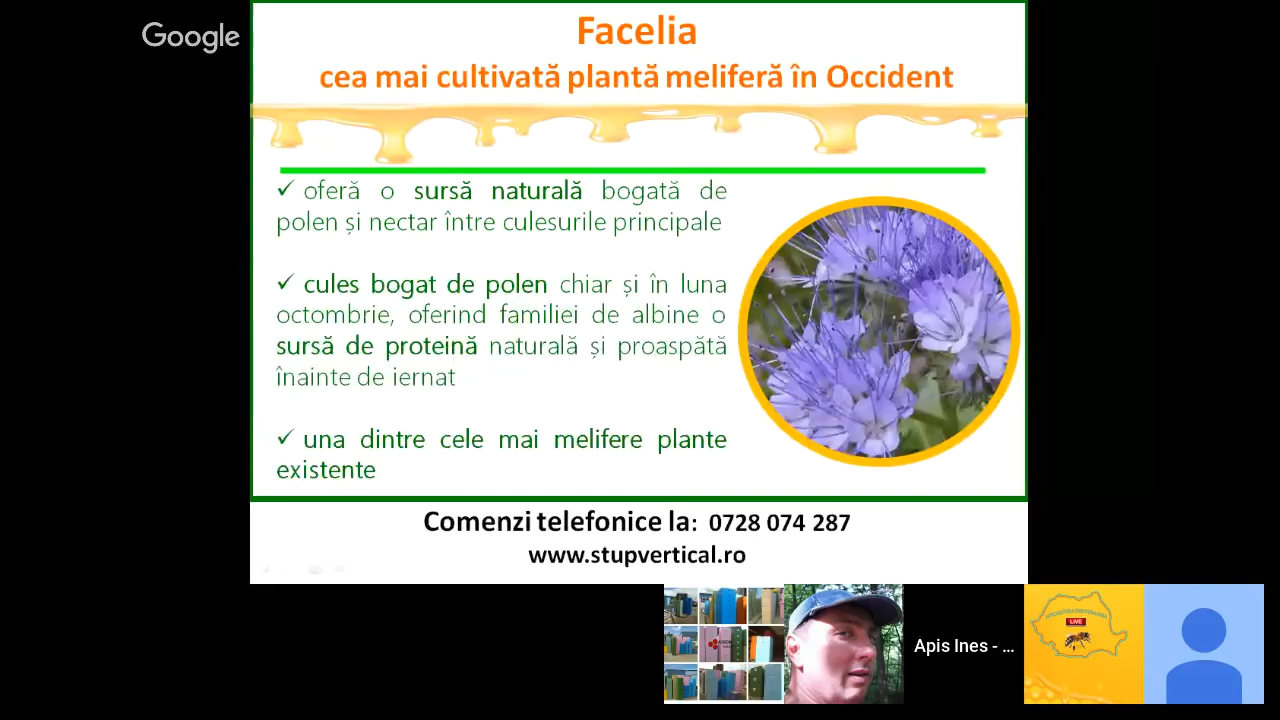 Google
Facelia
cea mai cultivată plantă meliferă în Occident
✓ oferă o sursă naturală bogată de
polen și nectar între culesurile principale
✓ cules bogat de polen chiar și în luna
octombrie, oferind familiei de albine o
sursă de proteină naturală și proaspătă
înainte de iernat
✓ una dintre cele mai melifere plante
existente
Comenzi telefonice la: 0728 074 287
www.stupvertical.ro
Apis Ines - ...
LIVE